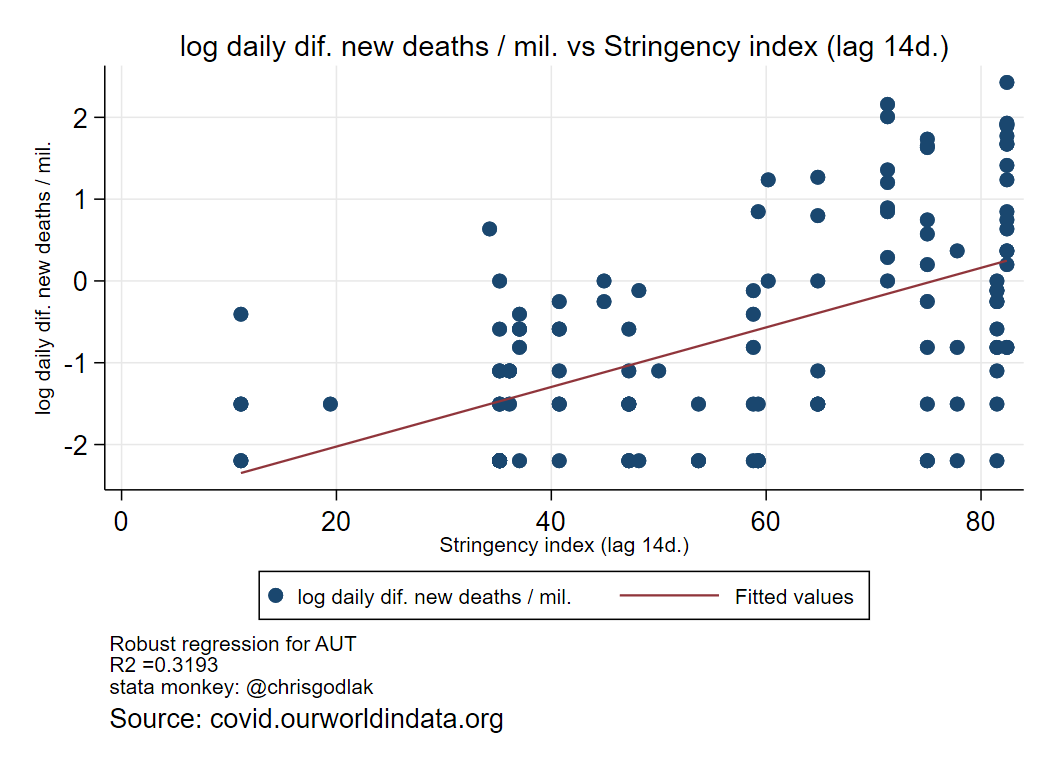 log daily dif. new deaths / mil. vs Stringency index (lag 14d.)
log daily dif. new deaths / mil.
2
1
0
-1
-2
0 20 40 60 80
Stringency index (lag 14d.)
log daily dif. new deaths / mil. Fitted values
Robust regression for AUT
R2 =0.3193
stata monkey: @chrisgodlak
Source: covid.ourworldindata.org